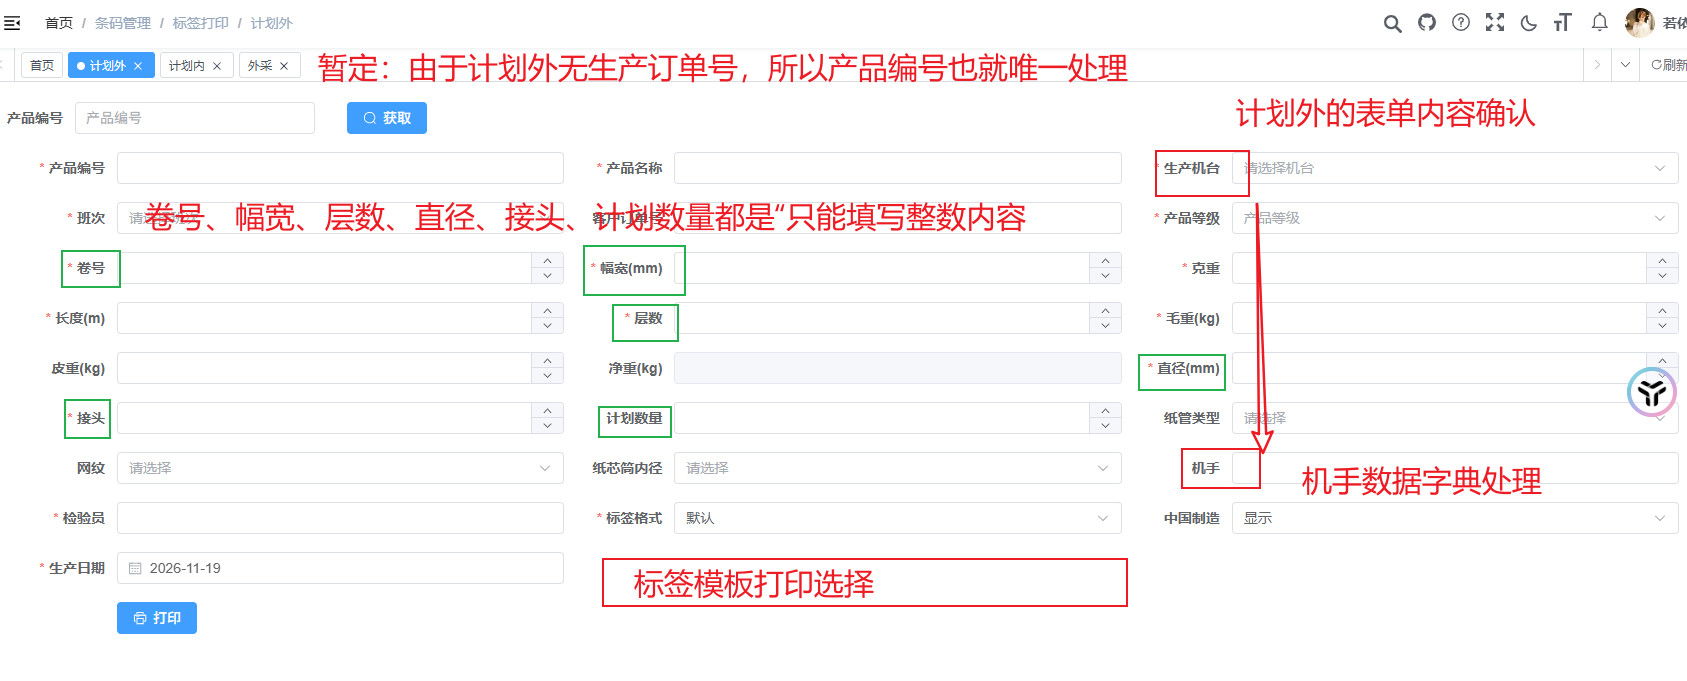 首页 / 条码管理 / 标签打印 / 计划外
若依
首页
计划外
计划内
外采
刷新
暂定：由于计划外无生产订单号，所以产品编号也就唯一处理
产品编号
产品编号
获取
计划外的表单内容确认
* 产品编号
* 产品名称
* 生产机台
请选择机台
* 班次
客户订单号
* 产品等级
产品等级
卷号、幅宽、层数、直径、接头、计划数量都是“只能填写整数内容
* 卷号
* 幅宽(mm)
* 克重
* 长度(m)
* 层数
* 毛重(kg)
皮重(kg)
净重(kg)
* 直径(mm)
* 接头
计划数量
纸管类型
请选择
网纹
请选择
纸芯筒内径
请选择
机手
机手数据字典处理
* 检验员
* 标签格式
默认
中国制造
显示
* 生产日期
2026-11-19
标签模板打印选择
打印